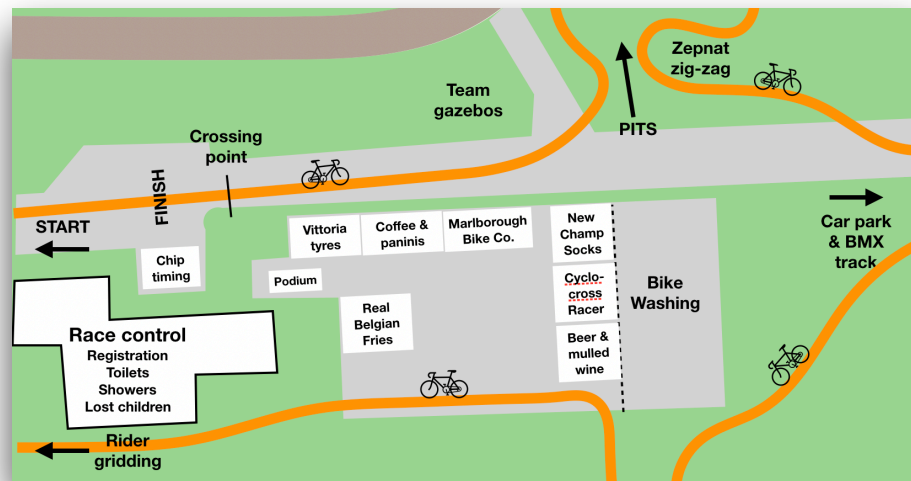 Zepnat
zig-zag
Team
gazebos
PITS
Crossing
point
FINISH
START
Car park
& BMX
track
Chip
timing
Vittoria
tyres
Coffee &
paninis
Marlborough
Bike Co.
New
Champ
Socks
Podium
Cyclo-
cross
Racer
Bike
Washing
Real
Belgian
Fries
Beer &
mulled
wine
Race control
Registration
Toilets
Showers
Lost children
Rider
gridding